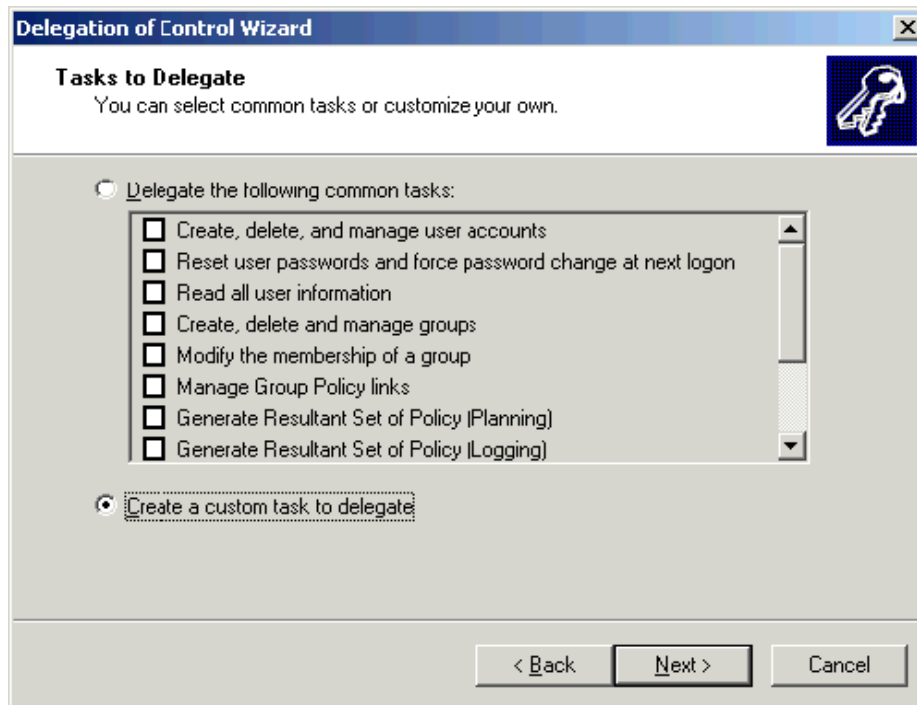 Delegation of Control Wizard
Tasks to Delegate
You can select common tasks or customize your own.
Delegate the following common tasks:
Create, delete, and manage user accounts
Reset user passwords and force password change at next logon
Read all user information
Create, delete and manage groups
Modify the membership of a group
Manage Group Policy links
Generate Resultant Set of Policy (Planning)
Generate Resultant Set of Policy (Logging)
Create a custom task to delegate
< Back Next > Cancel